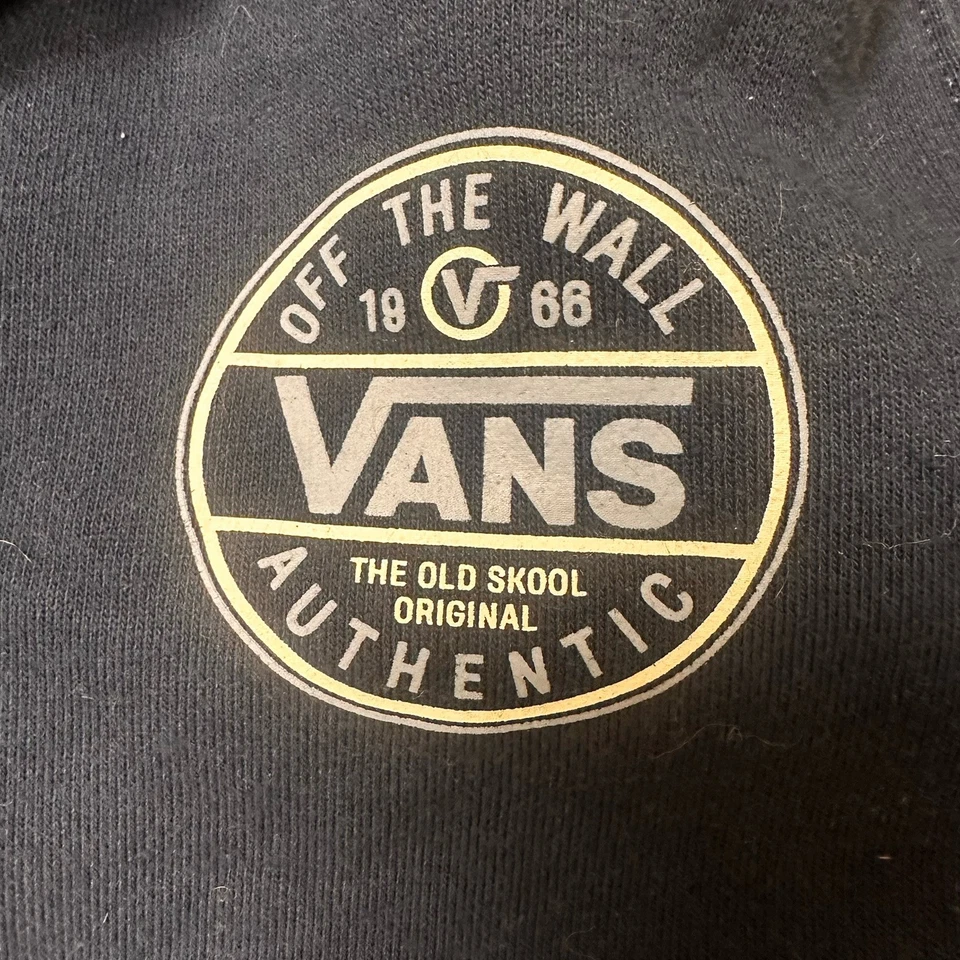 OFF THE WALL
19 V 66
VANS
THE OLD SKOOL
ORIGINAL
AUTHENTIC